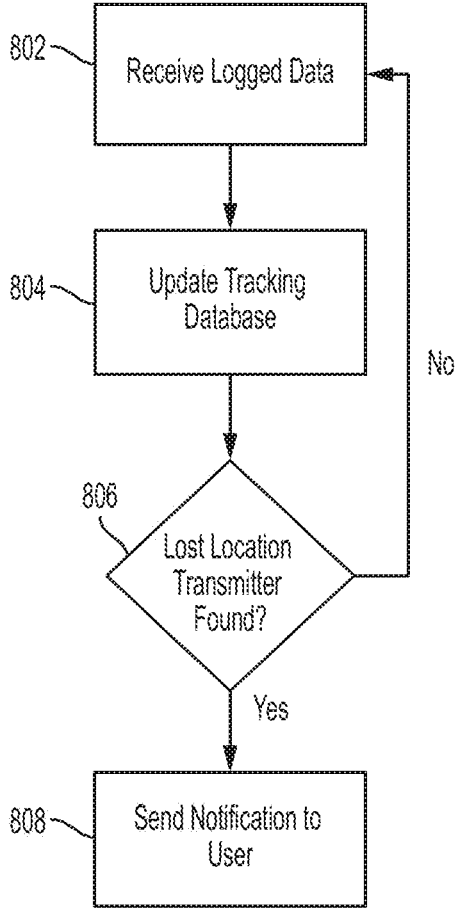 802
Receive Logged Data
804
Update Tracking
Database
No
806
Lost Location
Transmitter
Found?
Yes
808
Send Notification to
User